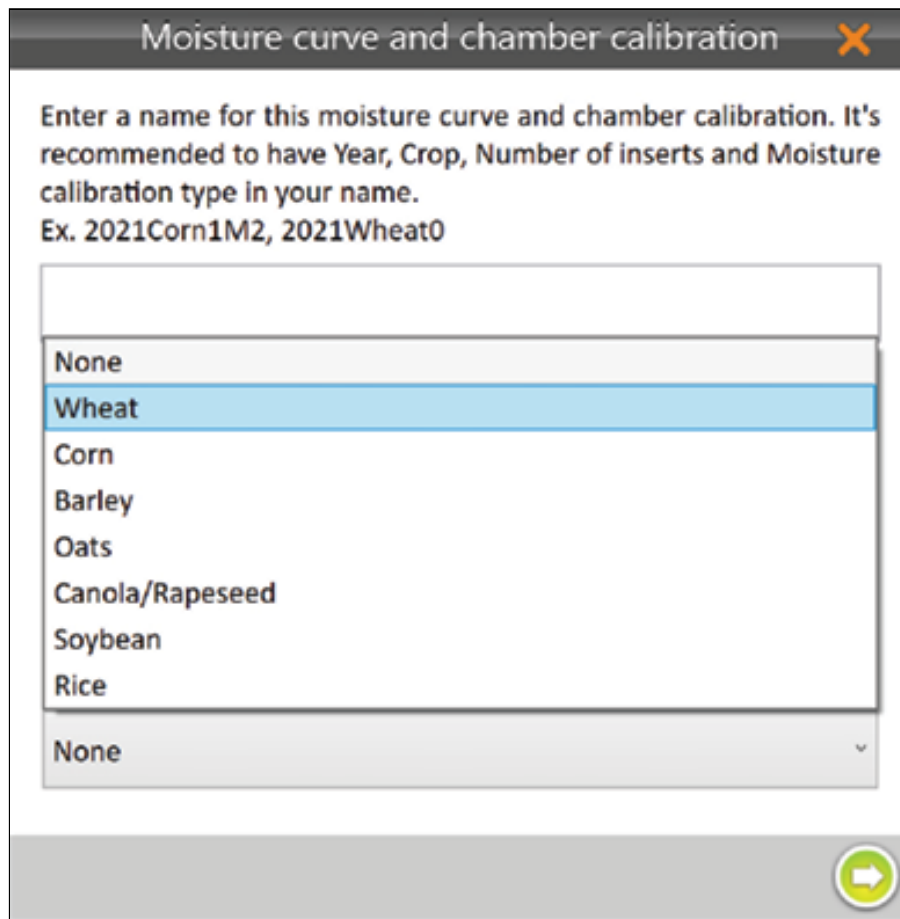 Moisture curve and chamber calibration
Enter a name for this moisture curve and chamber calibration. It's
recommended to have Year, Crop, Number of inserts and Moisture
calibration type in your name.
Ex. 2021Corn1M2, 2021Wheat0
None
Wheat
Corn
Barley
Oats
Canola/Rapeseed
Soybean
Rice
None